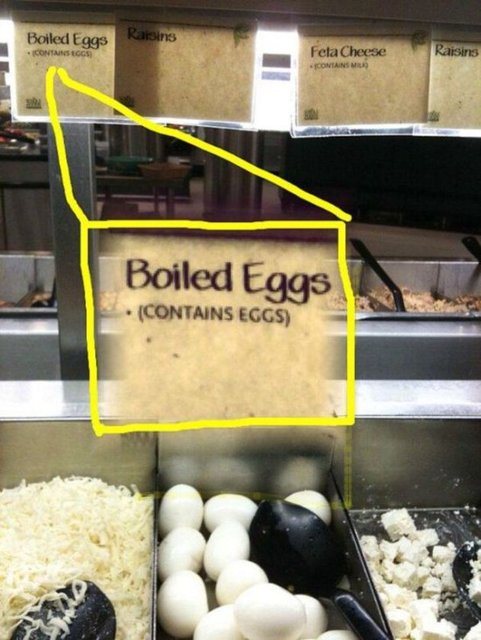 Boiled Eggs
• (CONTAINS EGGS)
Raisins
Feta Cheese
• (CONTAINS MILK)
Raisins
Boiled Eggs
• (CONTAINS EGGS)